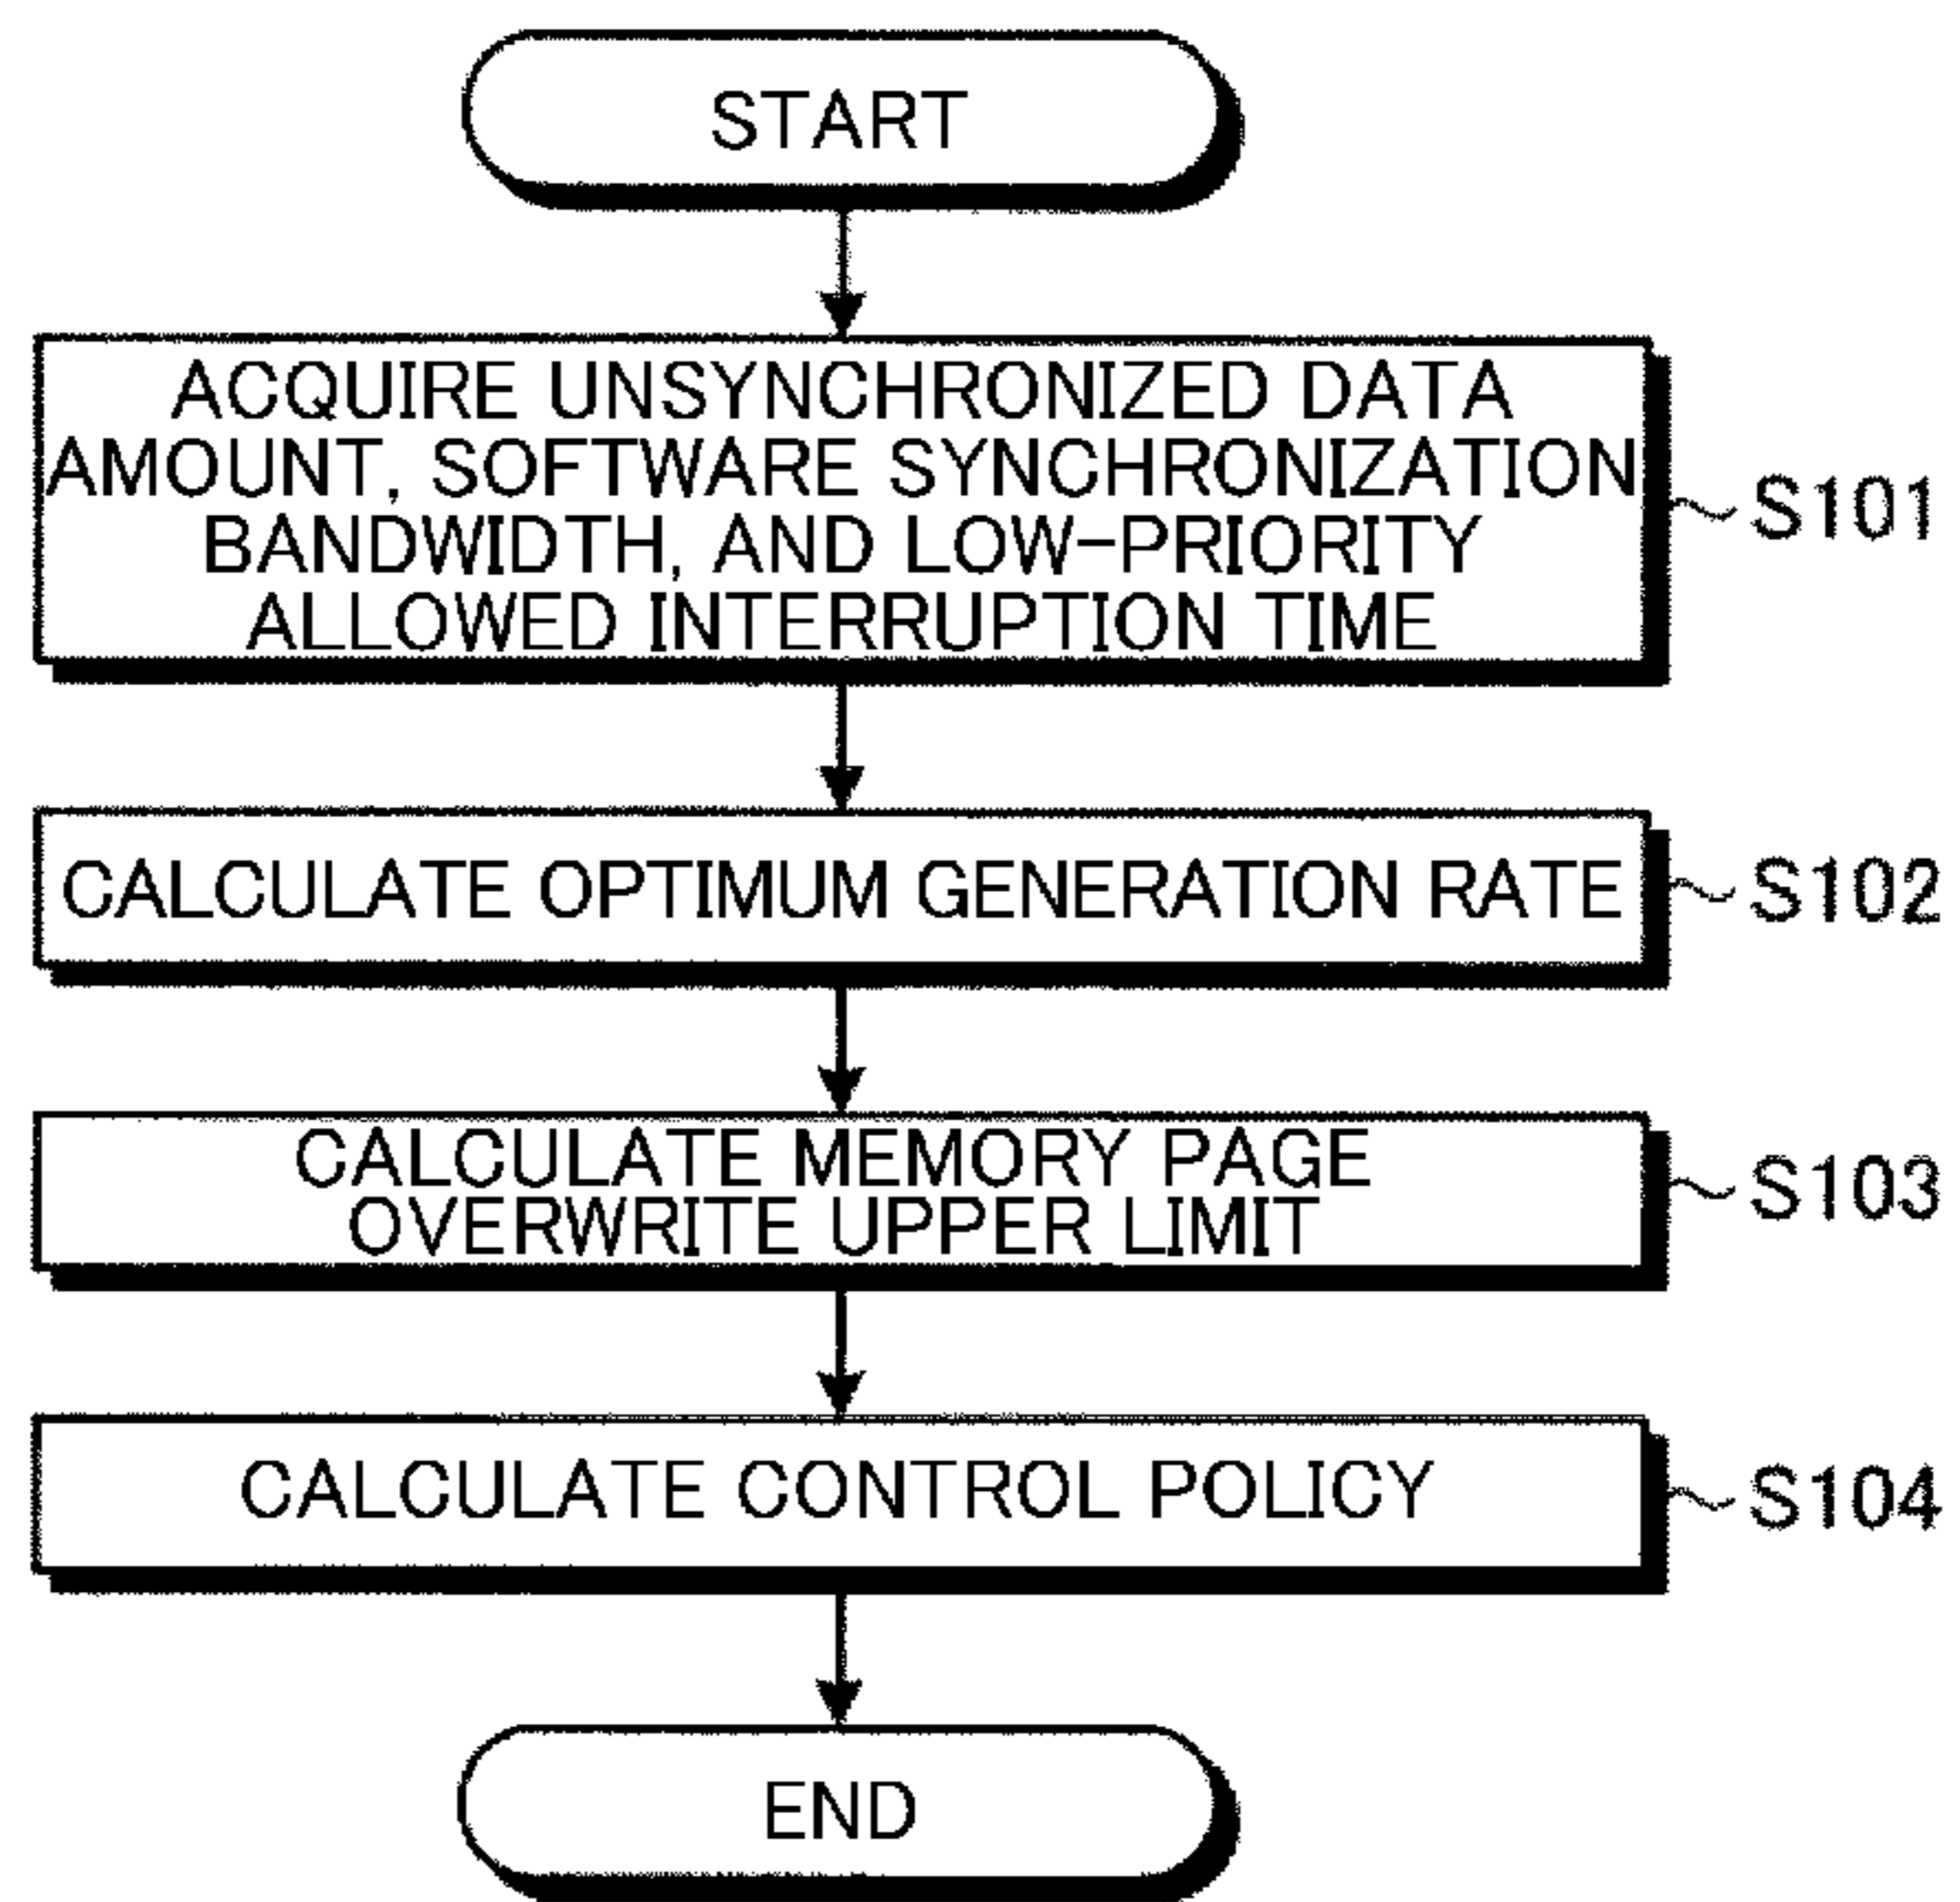 START
ACQUIRE UNSYNCHRONIZED DATA
AMOUNT, SOFTWARE SYNCHRONIZATION
BANDWIDTH, AND LOW-PRIORITY
ALLOWED INTERRUPTION TIME
S101
CALCULATE OPTIMUM GENERATION RATE
S102
CALCULATE MEMORY PAGE
OVERWRITE UPPER LIMIT
S103
CALCULATE CONTROL POLICY
S104
END